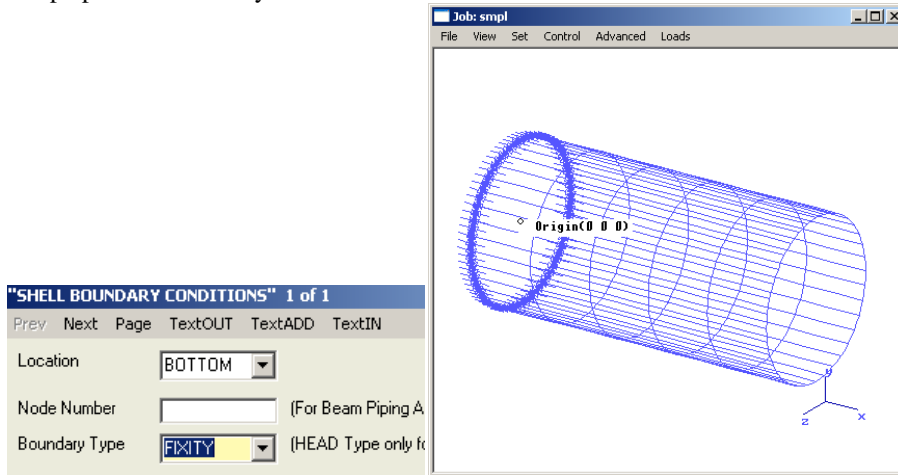 Job: smpl
File View Set Control Advanced Loads
Origin(0 0 0)
y
z
x
"SHELL BOUNDARY CONDITIONS" 1 of 1
Prev Next Page TextOUT TextADD TextIN
Location BOTTOM
Node Number (For Beam Piping A
Boundary Type FIXITY (HEAD Type only fo